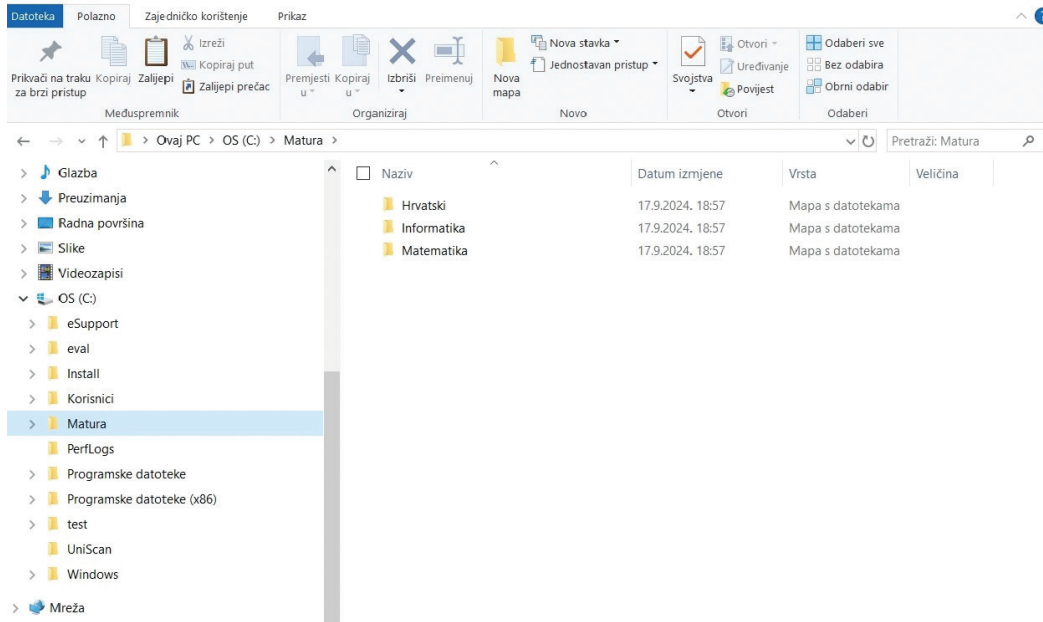 Datoteka Polazno Zajedničko korištenje Prikaz
Prikvači na traku za brzi pristup
Kopiraj
Zalijepi
Izreži
Kopiraj put
Zalijepi prečac
Međuspremnik
Premjesti u
Kopiraj u
Izbriši
Preimenuj
Organiziraj
Nova mapa
Nova stavka
Jednostavan pristup
Novo
Svojstva
Otvori
Uređivanje
Povijest
Otvori
Odaberi sve
Bez odabira
Obrni odabir
Odaberi
> Ovaj PC > OS (C:) > Matura >
Pretraži: Matura
Glazba
Preuzimanja
Radna površina
Slike
Videozapisi
OS (C:)
eSupport
eval
Install
Korisnici
Matura
PerfLogs
Programske datoteke
Programske datoteke (x86)
test
UniScan
Windows
Mreža
Naziv Datum izmjene Vrsta Veličina
Hrvatski 17.9.2024. 18:57 Mapa s datotekama
Informatika 17.9.2024. 18:57 Mapa s datotekama
Matematika 17.9.2024. 18:57 Mapa s datotekama